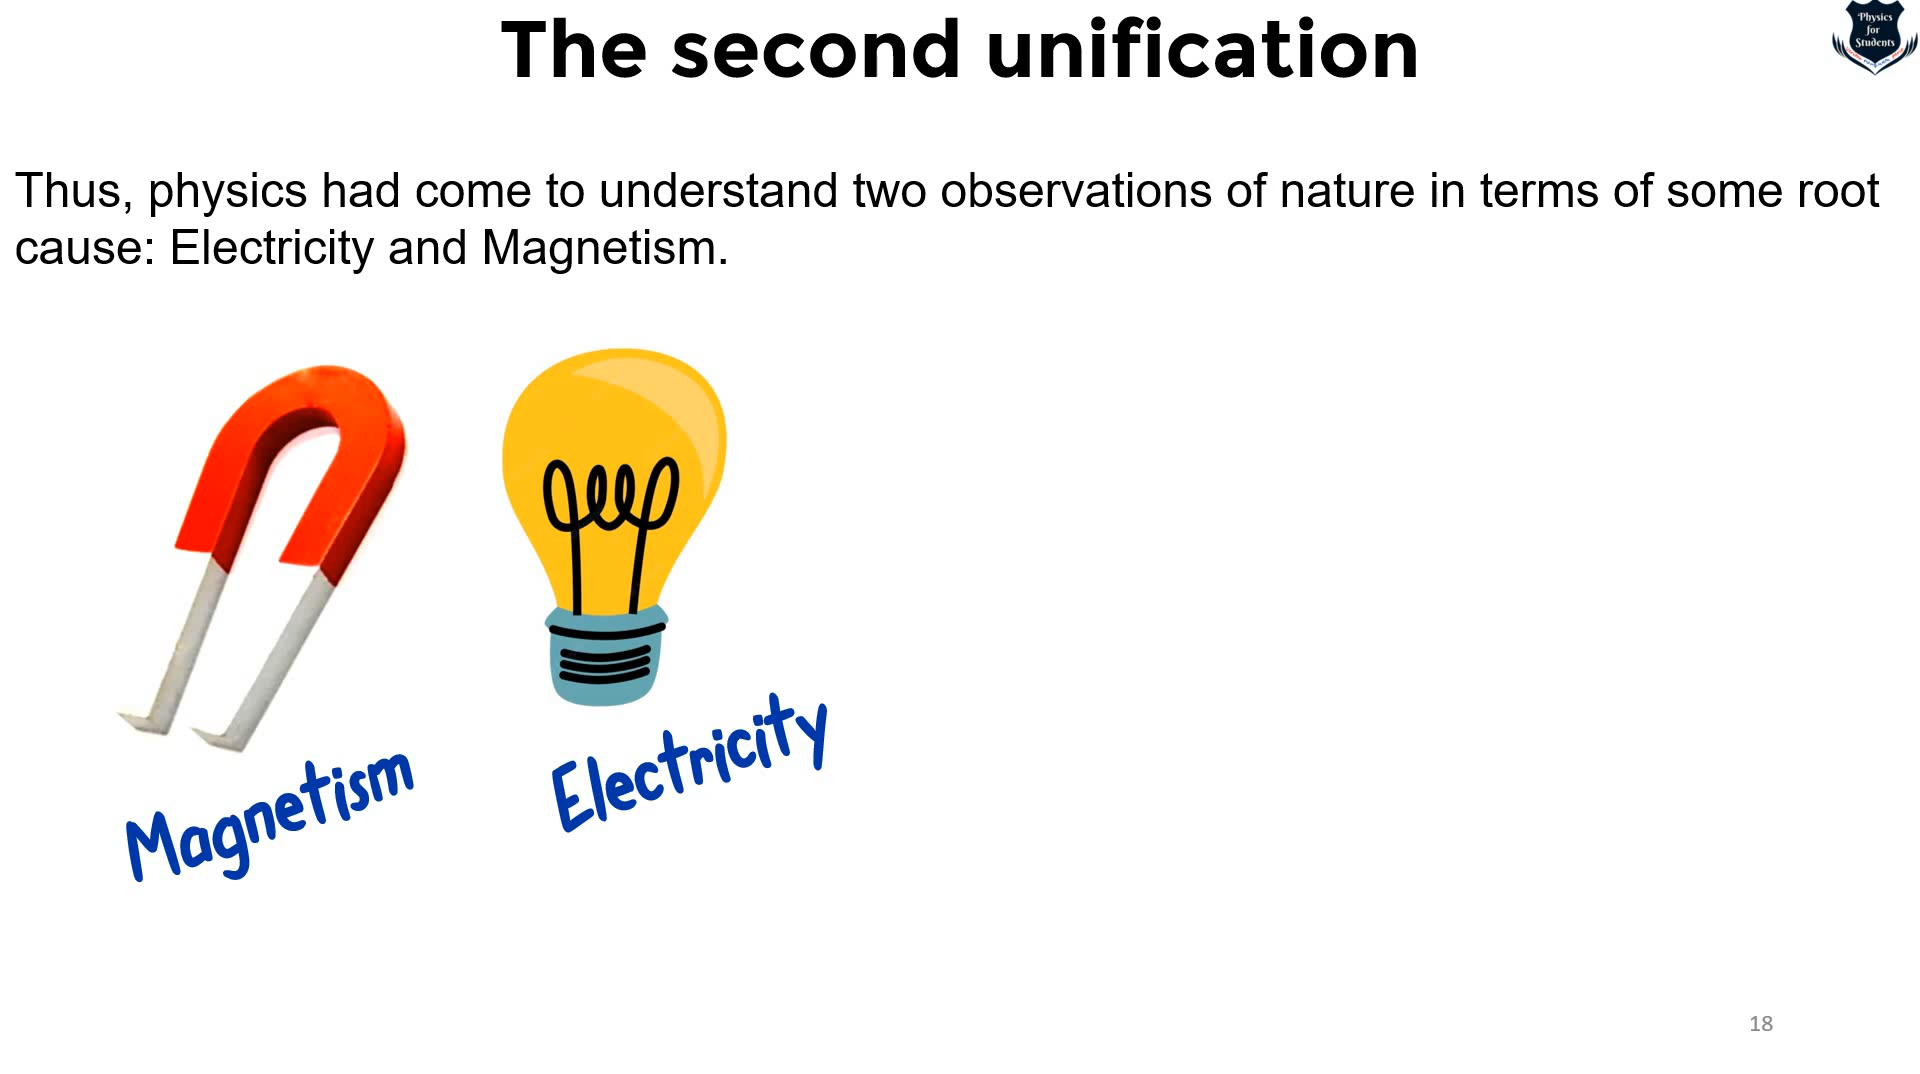 The second unification
Physics
for
Students
Thus, physics had come to understand two observations of nature in terms of some root
cause: Electricity and Magnetism.
Magnetism
Electricity
18